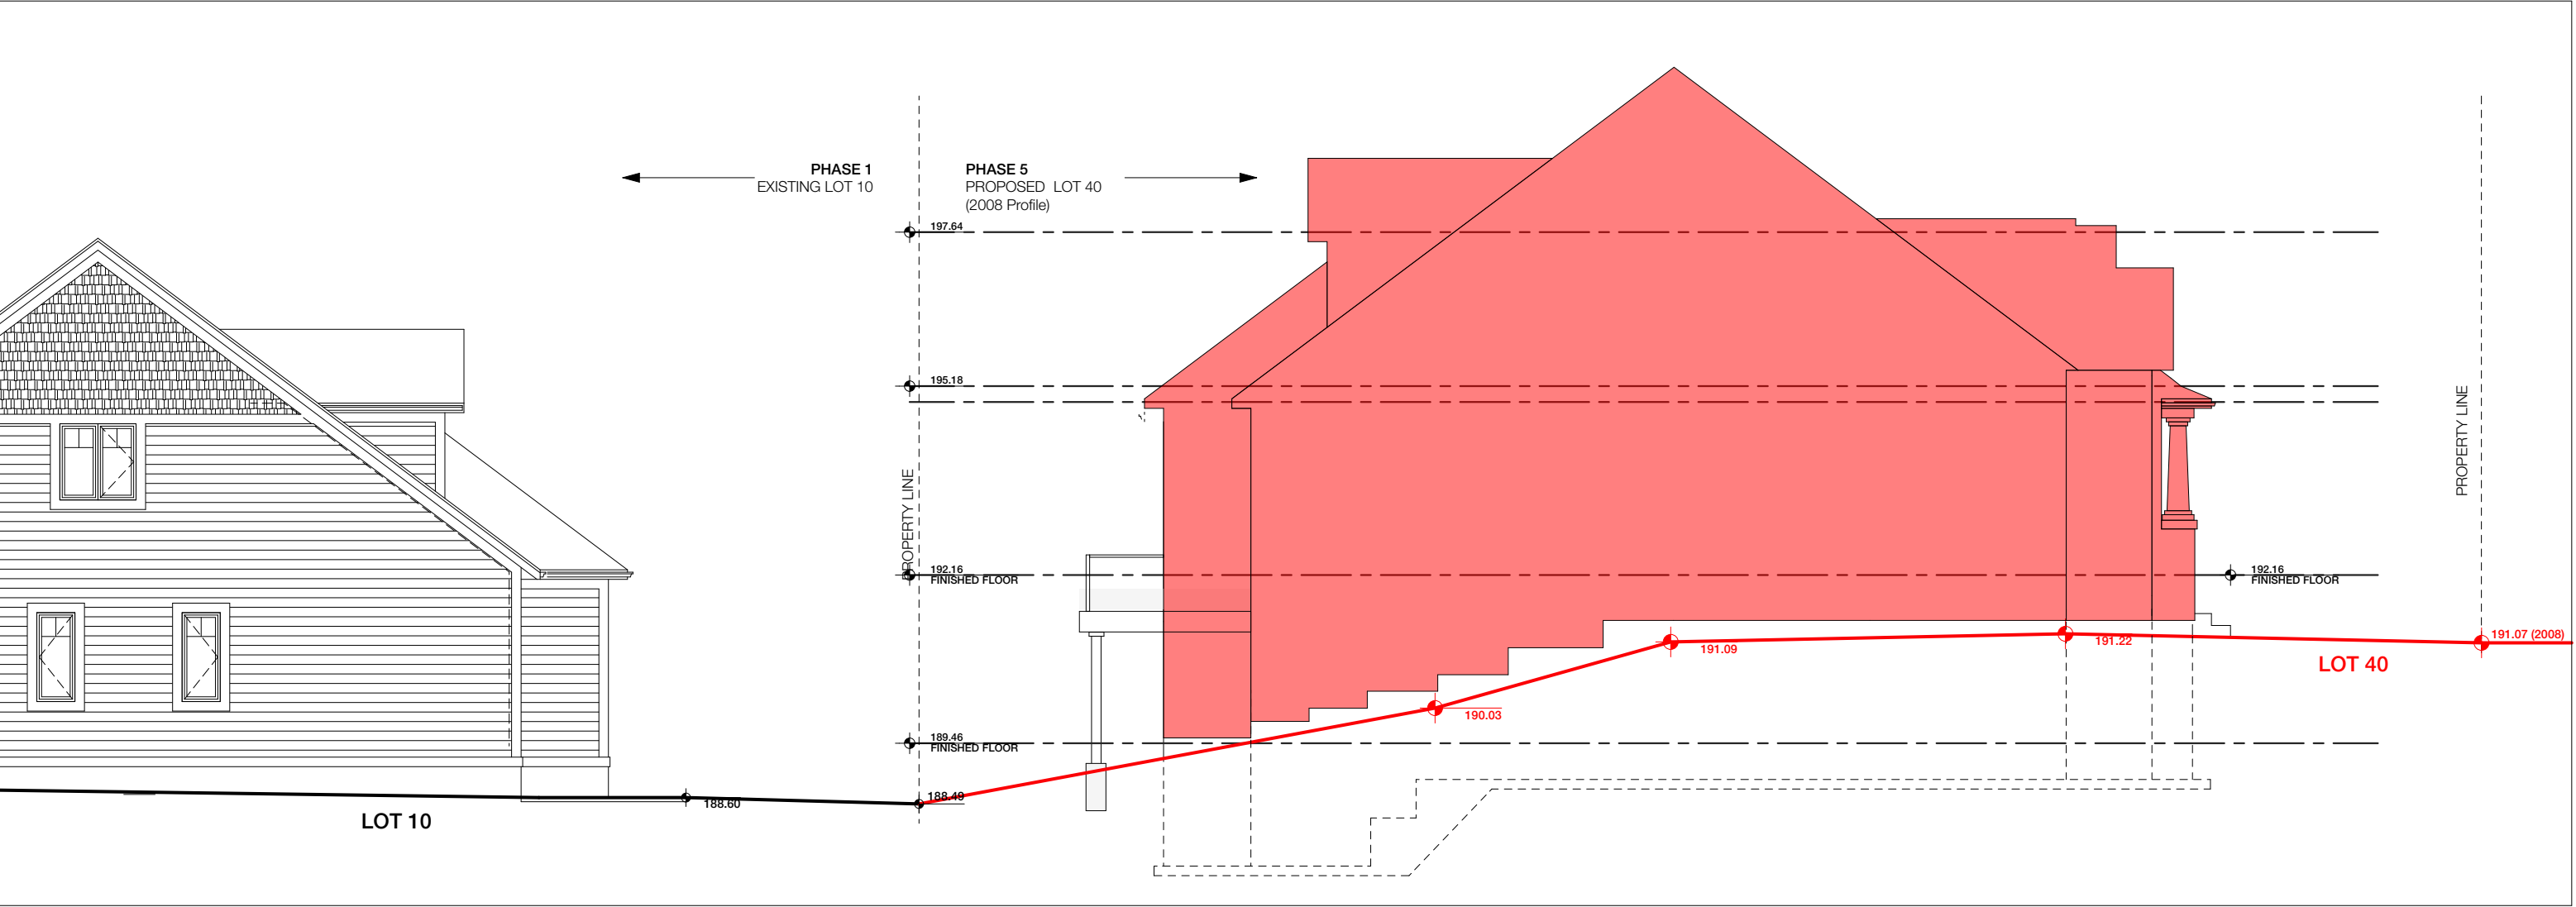 PHASE 1
EXISTING LOT 10
PHASE 5
PROPOSED LOT 40
(2008 Profile)
197.64
195.18
PROPERTY LINE
PROPERTY LINE
192.16
FINISHED FLOOR
192.16
FINISHED FLOOR
191.07 (2008)
191.09
191.22
LOT 40
190.03
189.46
FINISHED FLOOR
188.49
188.60
LOT 10